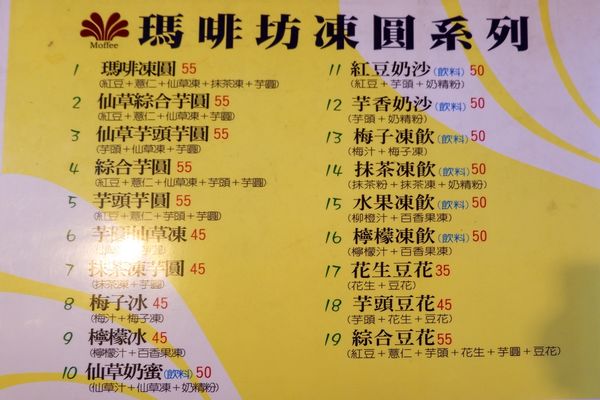 Moffee
瑪啡坊凍圓系列
1 瑪啡凍圓 55
(紅豆+薏仁+仙草凍+抹茶凍+芋圓)
2 仙草綜合芋圓 55
(紅豆+薏仁+仙草凍+芋圓)
3 仙草芋頭芋圓 55
(芋頭+仙草凍+芋圓)
4 綜合芋圓 55
(紅豆+薏仁+仙草凍+芋頭+芋圓)
5 芋頭芋圓 55
(紅豆+薏仁+芋頭+芋圓)
6 芋圓仙草凍 45
7 抹茶凍芋圓 45
(抹茶凍+芋圓)
8 梅子冰 45
(梅汁+梅子凍)
9 檸檬冰 45
(檸檬汁+百香果凍)
10 仙草奶蜜(飲料) 50
(仙草汁+仙草凍+奶精粉)
11 紅豆奶沙(飲料) 50
(紅豆+芋頭+奶精粉)
12 芋香奶沙(飲料) 50
(芋頭+奶精粉)
13 梅子凍飲(飲料) 50
(梅汁+梅子凍)
14 抹茶凍飲(飲料) 50
(抹茶粉+抹茶凍+奶精粉)
15 水果凍飲(飲料) 50
(柳橙汁+百香果凍)
16 檸檬凍飲(飲料) 50
(檸檬汁+百香果凍)
17 花生豆花 35
(花生+豆花)
18 芋頭豆花 45
(芋頭+花生+豆花)
19 綜合豆花 55
(紅豆+薏仁+芋頭+花生+芋圓+豆花)